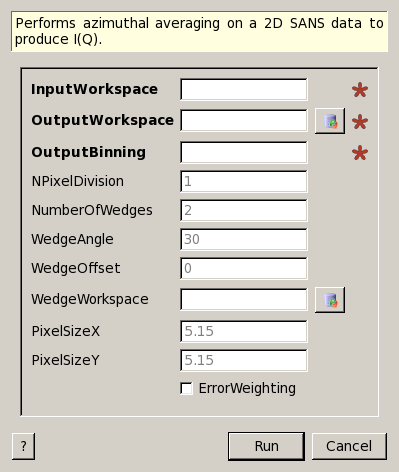 Performs azimuthal averaging on a 2D SANS data to
produce I(Q).
InputWorkspace
OutputWorkspace
OutputBinning
NPixelDivision 1
NumberOfWedges 2
WedgeAngle 30
WedgeOffset 0
WedgeWorkspace
PixelSizeX 5.15
PixelSizeY 5.15
ErrorWeighting
? Run Cancel